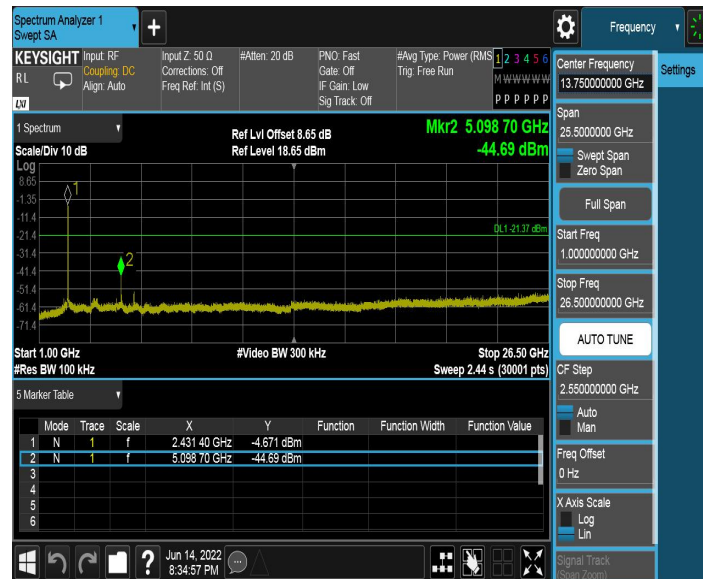 Spectrum Analyzer 1
Swept SA
Frequency
KEYSIGHT
RL
LXI
Input: RF
Coupling: DC
Align: Auto
Input Z: 50 Ω
Corrections: Off
Freq Ref: Int (S)
#Atten: 20 dB
PNO: Fast
Gate: Off
IF Gain: Low
Sig Track: Off
#Avg Type: Power (RMS
Trig: Free Run
1 2 3 4 5 6
M W W W W W
P P P P P P
1 Spectrum
Scale/Div 10 dB
Ref Lvl Offset 8.65 dB
Ref Level 18.65 dBm
Mkr2 5.098 70 GHz
-44.69 dBm
Log
8.65
-1.35
-11.4
-21.4
-31.4
-41.4
-51.4
-61.4
-71.4
1
2
DL1 -21.37 dBm
Start 1.00 GHz
#Video BW 300 kHz
Stop 26.50 GHz
#Res BW 100 kHz
Sweep 2.44 s (30001 pts)
5 Marker Table
Mode Trace Scale X Y Function Function Width Function Value
1 N 1 f 2.431 40 GHz -4.671 dBm
2 N 1 f 5.098 70 GHz -44.69 dBm
3
4
5
6
Jun 14, 2022
8:34:57 PM
Center Frequency
13.750000000 GHz
Settings
Span
25.5000000 GHz
Swept Span
Zero Span
Full Span
Start Freq
1.000000000 GHz
Stop Freq
26.500000000 GHz
AUTO TUNE
CF Step
2.550000000 GHz
Auto
Man
Freq Offset
0 Hz
X Axis Scale
Log
Lin
Signal Track
(Span Zoom)